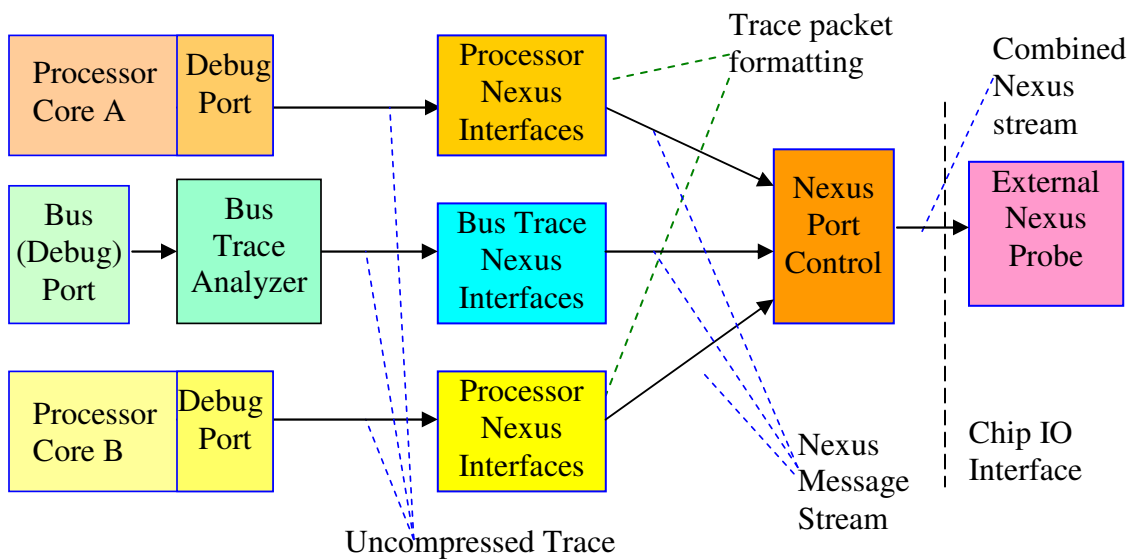 Processor
Core A
Debug
Port
Processor
Nexus
Interfaces
Trace packet
formatting
Combined
Nexus
stream
Bus
(Debug)
Port
Bus
Trace
Analyzer
Bus Trace
Nexus
Interfaces
Nexus
Port
Control
External
Nexus
Probe
Processor
Core B
Debug
Port
Processor
Nexus
Interfaces
Nexus
Message
Stream
Chip IO
Interface
Uncompressed Trace